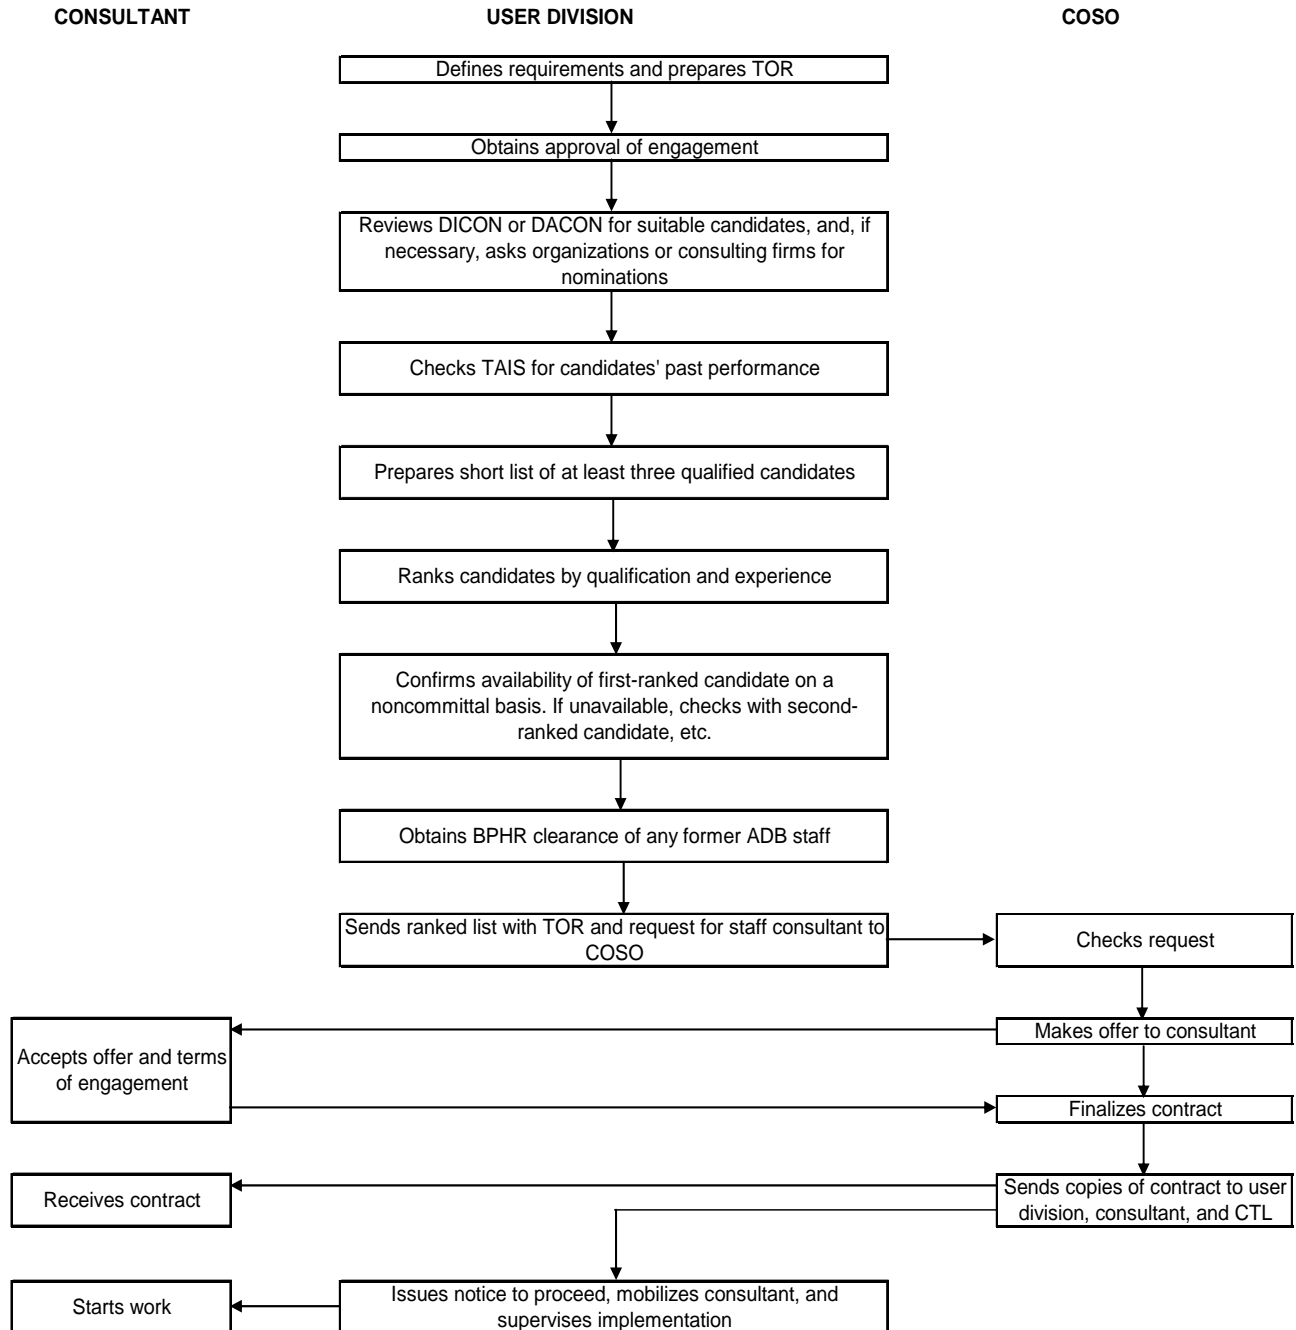 CONSULTANT
USER DIVISION
COSO
Defines requirements and prepares TOR
Obtains approval of engagement
Reviews DICON or DACON for suitable candidates, and, if
necessary, asks organizations or consulting firms for
nominations
Checks TAIS for candidates' past performance
Prepares short list of at least three qualified candidates
Ranks candidates by qualification and experience
Confirms availability of first-ranked candidate on a
noncommittal basis. If unavailable, checks with second-
ranked candidate, etc.
Obtains BPHR clearance of any former ADB staff
Sends ranked list with TOR and request for staff consultant to
COSO
Checks request
Makes offer to consultant
Accepts offer and terms
of engagement
Finalizes contract
Sends copies of contract to user
division, consultant, and CTL
Receives contract
Issues notice to proceed, mobilizes consultant, and
supervises implementation
Starts work